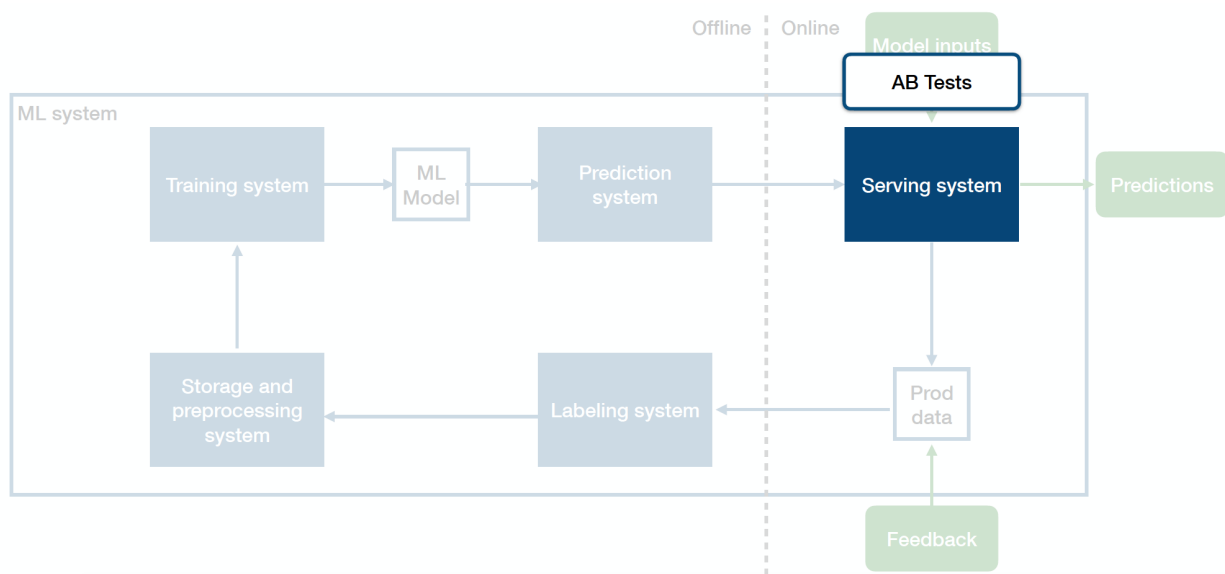 Offline
Online
Model inputs
AB Tests
ML system
Training system
ML
Model
Prediction
system
Serving system
Predictions
Storage and
preprocessing
system
Labeling system
Prod
data
Feedback